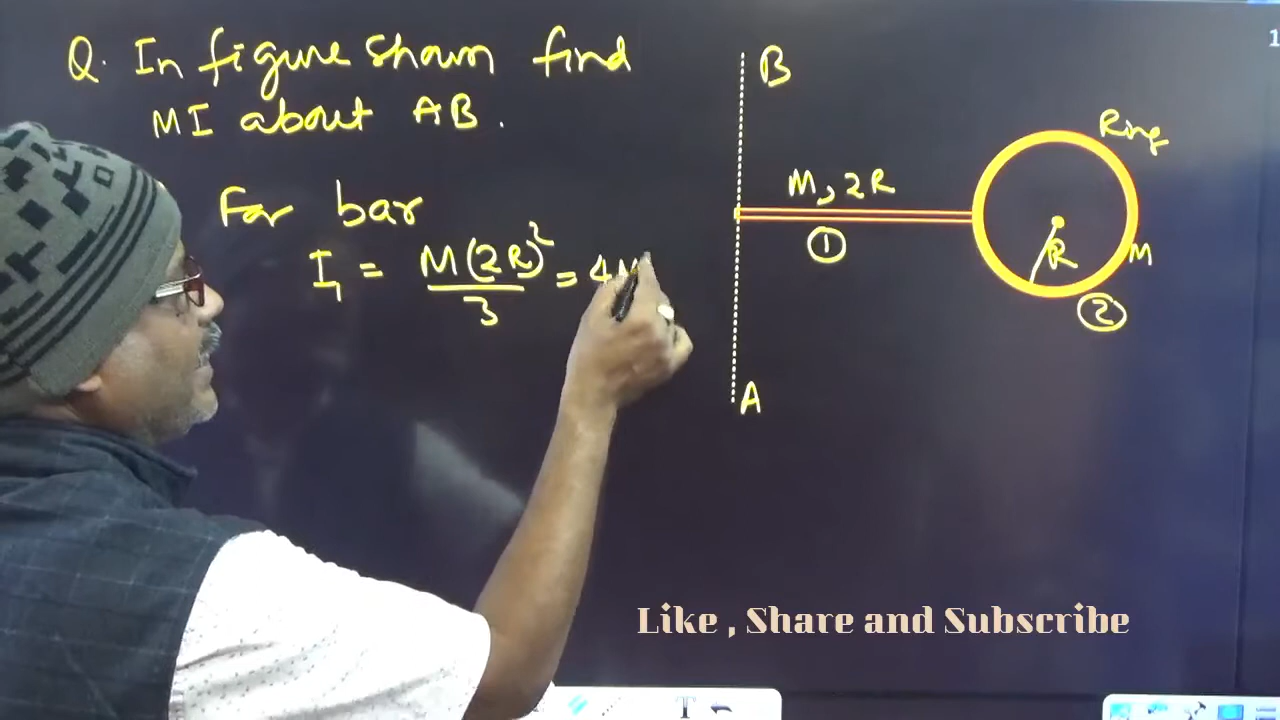 Q. In figure shown find
MI about AB.
For bar
I₁ = M(2R)²/3 = 4M
B
M, 2R
①
Ring
R
M
②
A
Like , Share and Subscribe
T
1